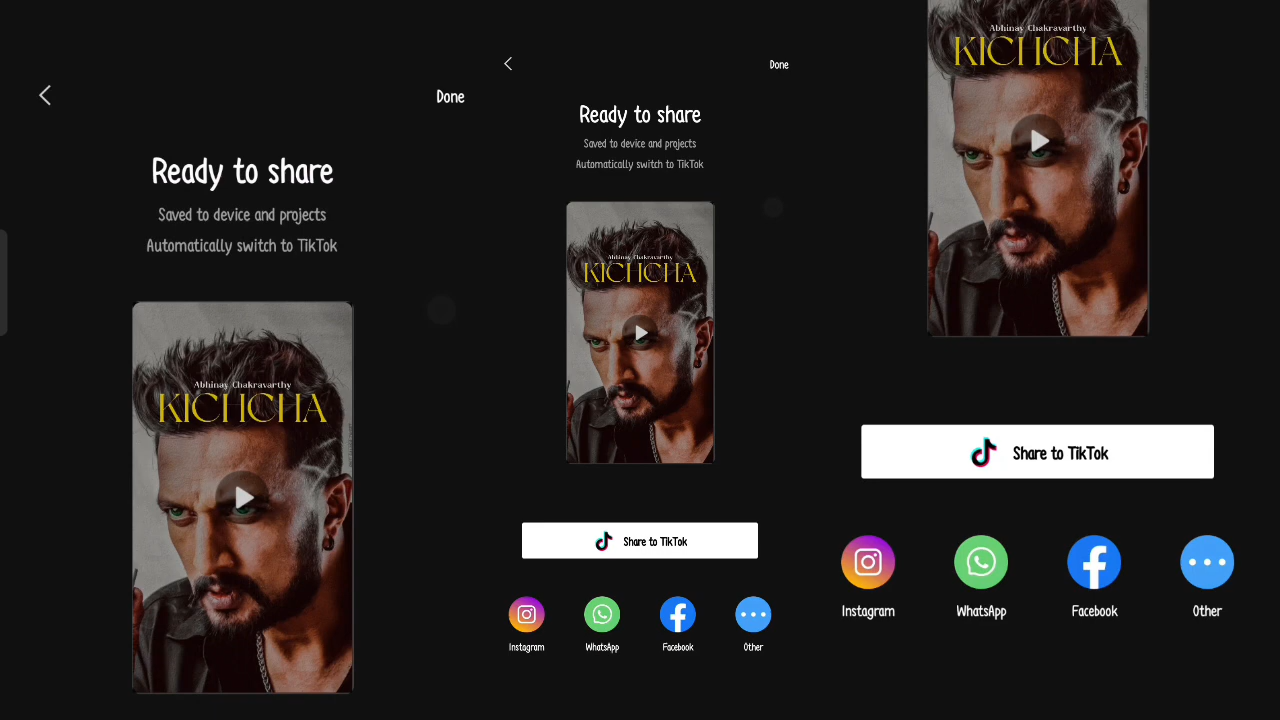 Done
Ready to share
Saved to device and projects
Automatically switch to TikTok
Abhinay Chakravarthy
KICHCHA
Done
Ready to share
Saved to device and projects
Automatically switch to TikTok
Abhinay Chakravarthy
KICHCHA
Share to TikTok
Instagram
WhatsApp
Facebook
Other
Abhinay Chakravarthy
KICHCHA
Share to TikTok
Instagram
WhatsApp
Facebook
Other